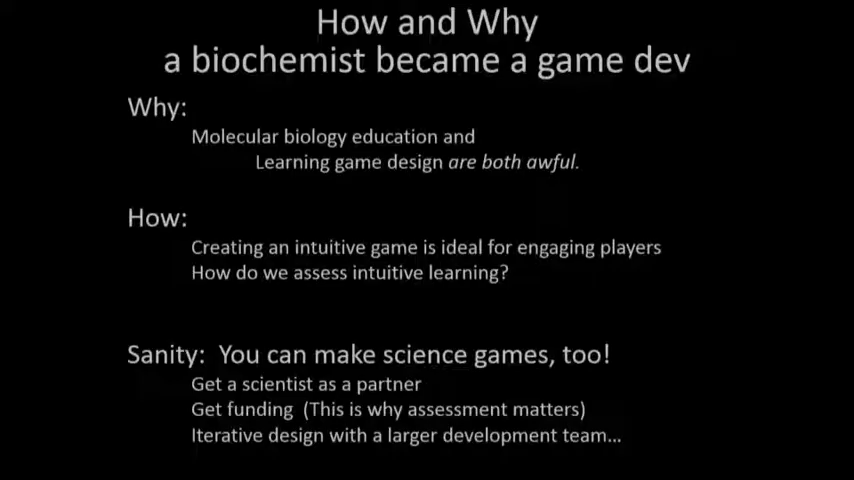 How and Why
a biochemist became a game dev
Why:
Molecular biology education and
Learning game design are both awful.
How:
Creating an intuitive game is ideal for engaging players
How do we assess intuitive learning?
Sanity: You can make science games, too!
Get a scientist as a partner
Get funding (This is why assessment matters)
Iterative design with a larger development team...